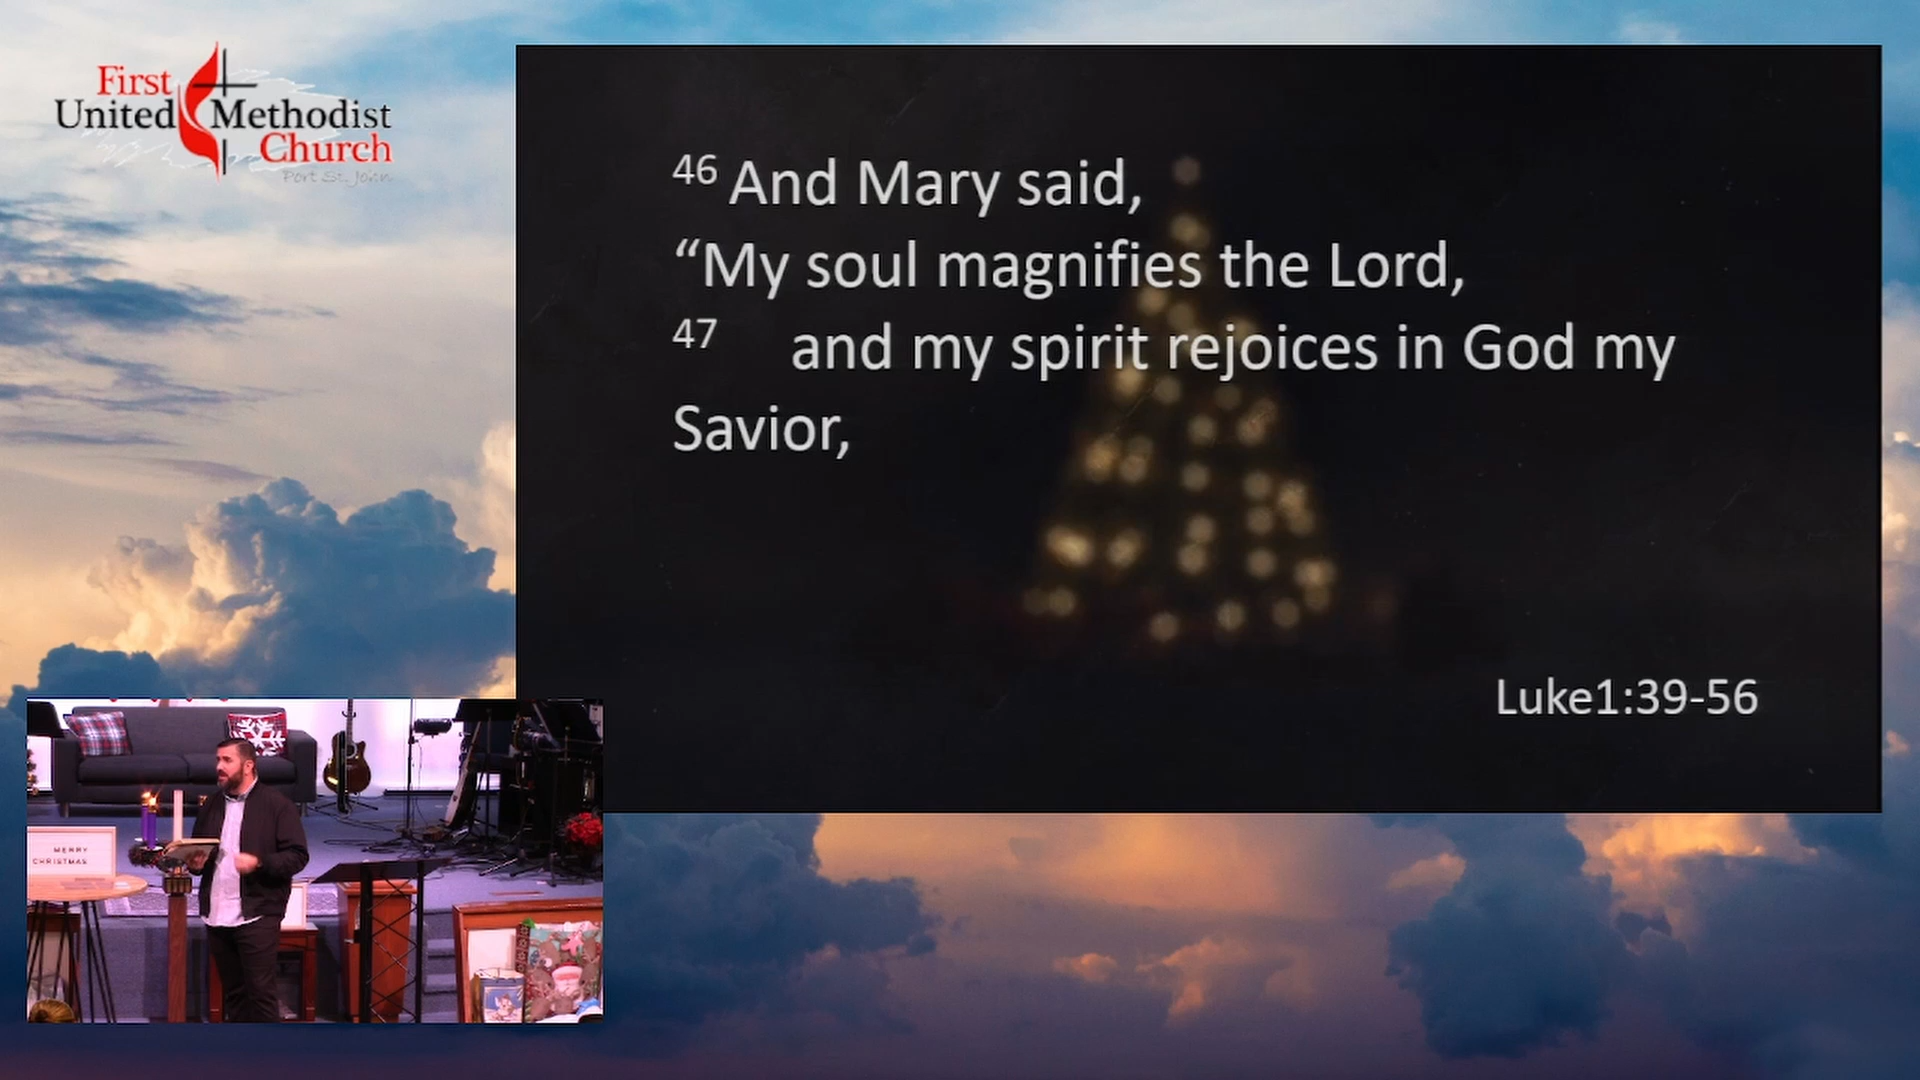 First
United Methodist
Church
Port St. John
46 And Mary said,
“My soul magnifies the Lord,
47 and my spirit rejoices in God my
Savior,
Luke1:39-56
MERRY
CHRISTMAS